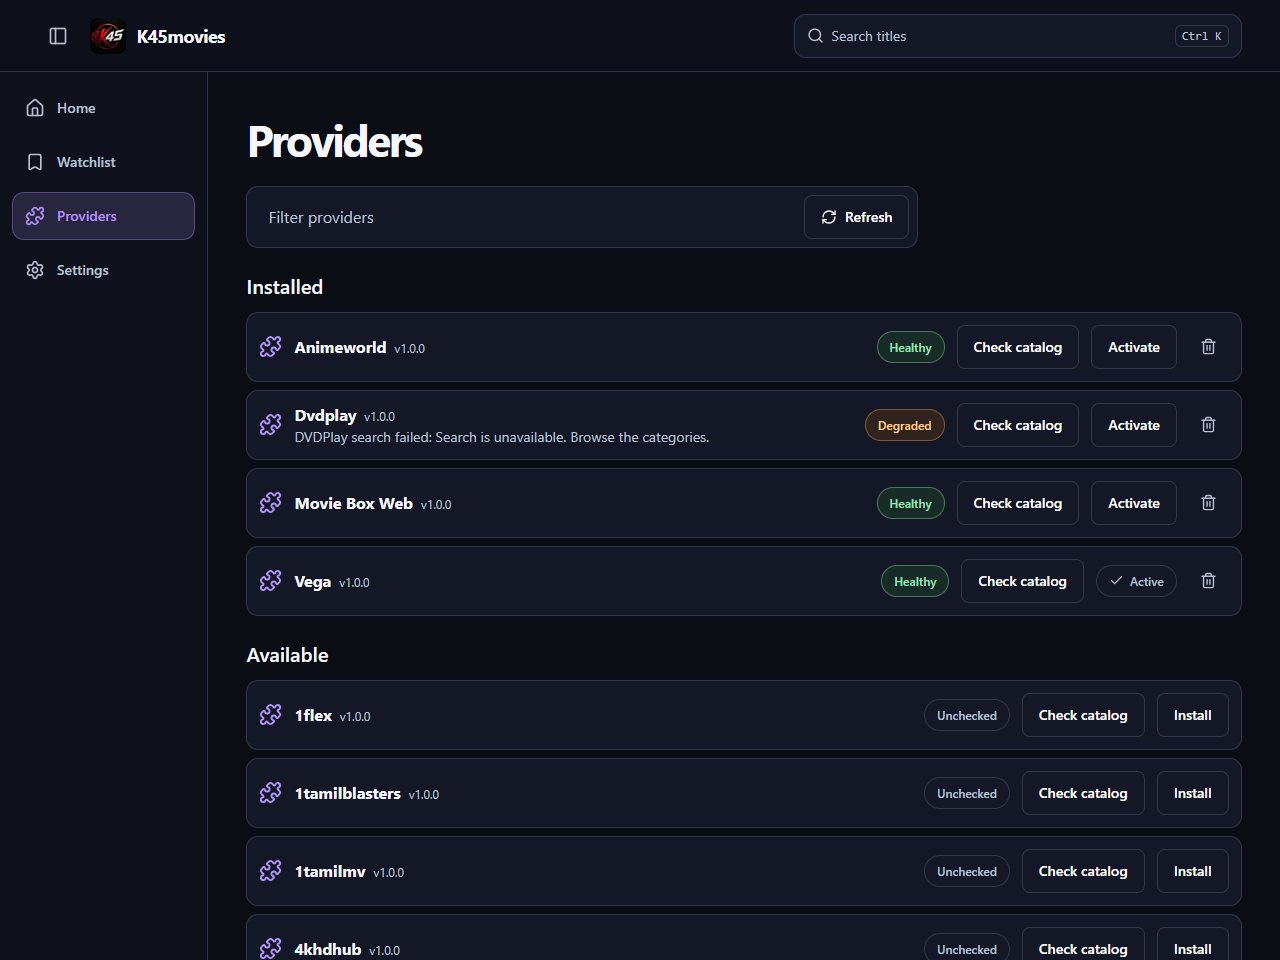 K45 K45movies
Search titles Ctrl K
Home
Watchlist
Providers
Settings
Providers
Filter providers Refresh
Installed
Animeworld v1.0.0 Healthy Check catalog Activate
Dvdplay v1.0.0 Degraded Check catalog Activate
DVDPlay search failed: Search is unavailable. Browse the categories.
Movie Box Web v1.0.0 Healthy Check catalog Activate
Vega v1.0.0 Healthy Check catalog Active
Available
1flex v1.0.0 Unchecked Check catalog Install
1tamilblasters v1.0.0 Unchecked Check catalog Install
1tamilmv v1.0.0 Unchecked Check catalog Install
4khdhub v1.0.0 Unchecked Check catalog Install